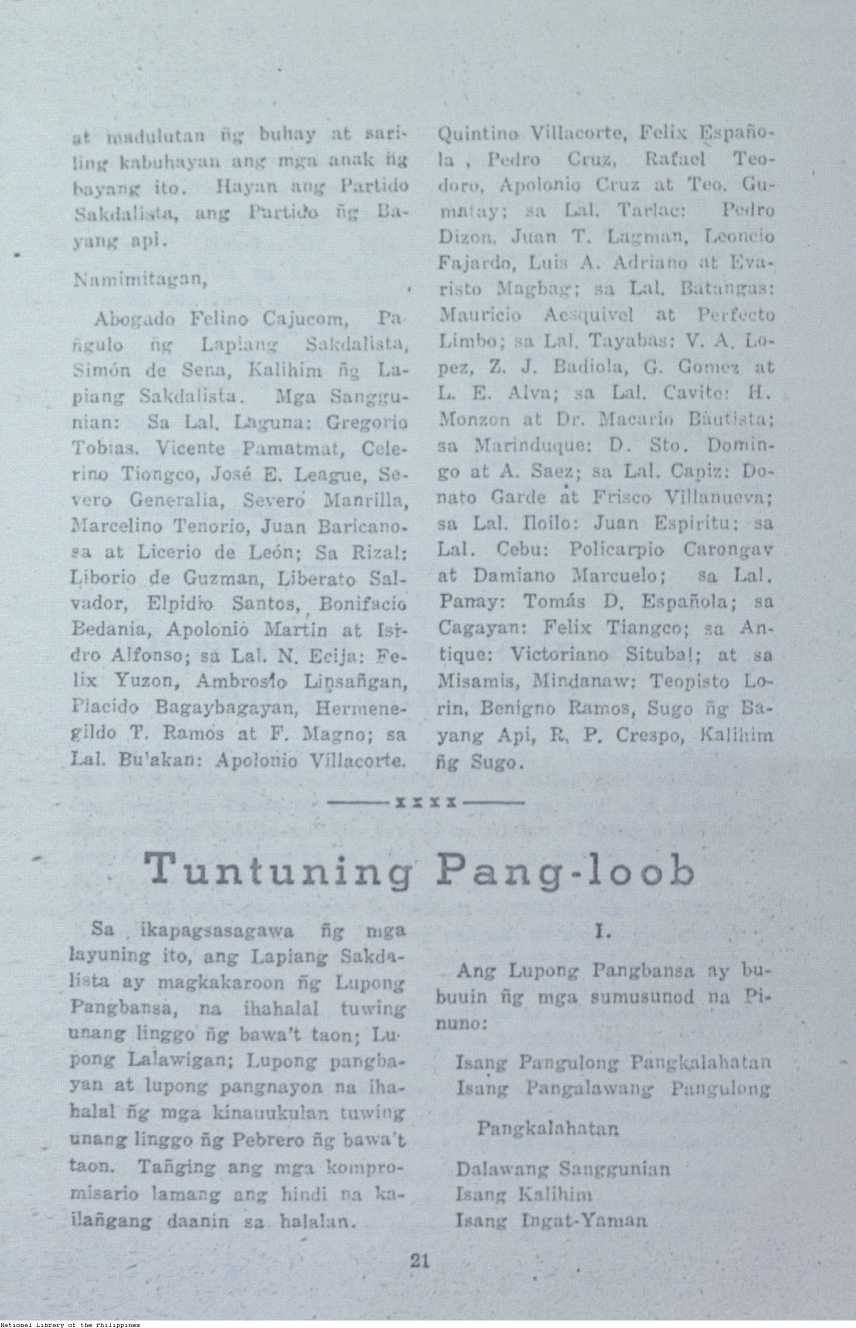 at madulutan ñg buhay at sari-
ling kabuhayan ang mga anak ñg
bayang ito. Hayan ang Partido
Sakdalista, ang Partido ñg Ba-
yang api.
Namimitagan,
Abogado Felino Cajucom, Pa
ñgulo ñg Lapiang Sakdalista,
Simón de Sena, Kalihim ñg La-
piang Sakdalista. Mga Sanggu-
nian: Sa Lal. Laguna: Gregorio
Tobias. Vicente Pamatmat, Cele-
rino Tiongco, José E. League, Se-
vero Generalia, Severo Manrilla,
Marcelino Tenorio, Juan Baricano-
sa at Licerio de León; Sa Rizal:
Liborio de Guzman, Liberato Sal-
vador, Elpidio Santos, Bonifacio
Bedania, Apolonio Martin at Isi-
dro Alfonso; sa Lal. N. Ecija: Fe-
lix Yuzon, Ambrosio Lipsañgan,
Placido Bagaybagayan, Hermene-
gildo T. Ramos at F. Magno; sa
Lal. Bu'akan: Apolonio Villacorte.
Quintino Villacorte, Felix Españo-
la , Pedro Cruz, Rafael Teo-
doro, Apolonio Cruz at Teo. Gu-
matay; sa Lal. Tarlac: Pedro
Dizon, Juan T. Lagman, Leoncio
Fajardo, Luis A. Adriano at Eva-
risto Magbag; sa Lal. Batangas:
Mauricio Aesquivel at Perfecto
Limbo; sa Lal. Tayabas: V. A. Lo-
pez, Z. J. Badiola, G. Gomez at
L. E. Alva; sa Lal. Cavite: H.
Monzon at Dr. Macario Bautista;
sa Marinduque: D. Sto. Domin-
go at A. Saez; sa Lal. Capiz: Do-
nato Garde at Frisco Villanueva;
sa Lal. Iloilo: Juan Espiritu; sa
Lal. Cebu: Policarpio Carongay
at Damiano Marcuelo; sa Lal.
Panay: Tomás D. Española; sa
Cagayan: Felix Tiangco; sa An-
tique: Victoriano Situbal; at sa
Misamis, Mindanaw: Teopisto Lo-
rin, Benigno Ramos, Sugo ñg Ba-
yang Api, R. P. Crespo, Kalihim
ñg Sugo.
x x x x
Tuntuning Pang-loob
Sa ikapagsasagawa ñg mga
layuning ito, ang Lapiang Sakda-
lista ay magkakaroon ñg Lupong
Pangbansa, na ihahalal tuwing
unang linggo ñg bawa't taon; Lu-
pong Lalawigan; Lupong pangba-
yan at lupong pangnayon na iha-
halal ñg mga kinauukulan tuwing
unang linggo ñg Pebrero ñg bawa't
taon. Tañging ang mga kompro-
misario lamang ang hindi na ka-
ilañgang daanin sa halalan.
I.
Ang Lupong Pangbansa ay bu-
buuin ñg mga sumusunod na Pi-
nuno:
Isang Pangulong Pangkalahatan
Isang Pangalawang Pangulong
Pangkalahatan
Dalawang Sanggunian
Isang Kalihim
Isang Ingat-Yaman
21
National Library of the Philippines